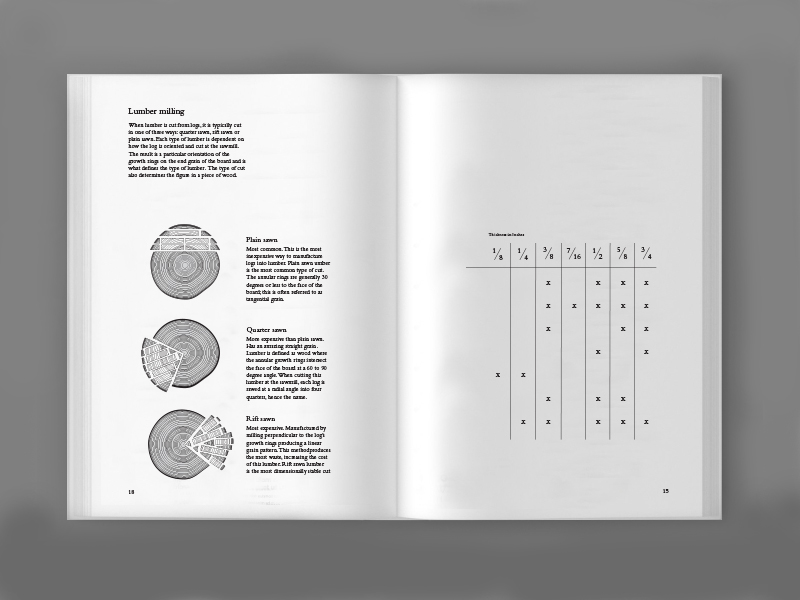 Lumber milling
When lumber is cut from logs, it is typically cut
in one of three ways: quarter sawn, rift sawn or
plain sawn. Each type of lumber is dependent on
how the log is oriented and cut at the sawmill.
The result is a particular orientation of the
growth rings on the end grain of the board and is
what defines the type of lumber. The type of cut
also determines the figure in a piece of wood.
Plain sawn
Most common. This is the most
inexpensive way to manufacture
logs into lumber. Plain sawn umber
is the most common type of cut.
The annular rings are generally 30
degrees or less to the face of the
board; this is often referred to as
tangential grain.
Quarter sawn
More expensive than plain sawn.
Has an amazing straight grain.
Lumber is defined as wood where
the annular growth rings intersect
the face of the board at a 60 to 90
degree angle. When cutting this
lumber at the sawmill, each log is
sawed at a radial angle into four
quarters, hence the name.
Rift sawn
Most expensive. Manufactured by
milling perpendicular to the log's
growth rings producing a linear
grain pattern. This method produces
the most waste, increasing the cost
of this lumber. Rift sawn lumber
is the most dimensionally stable cut
18
Thickness in Inches
1/8 1/4 3/8 7/16 1/2 5/8 3/4
x x x x
x x x x x
x x x
x x
x x
x x x
x x x x x
15